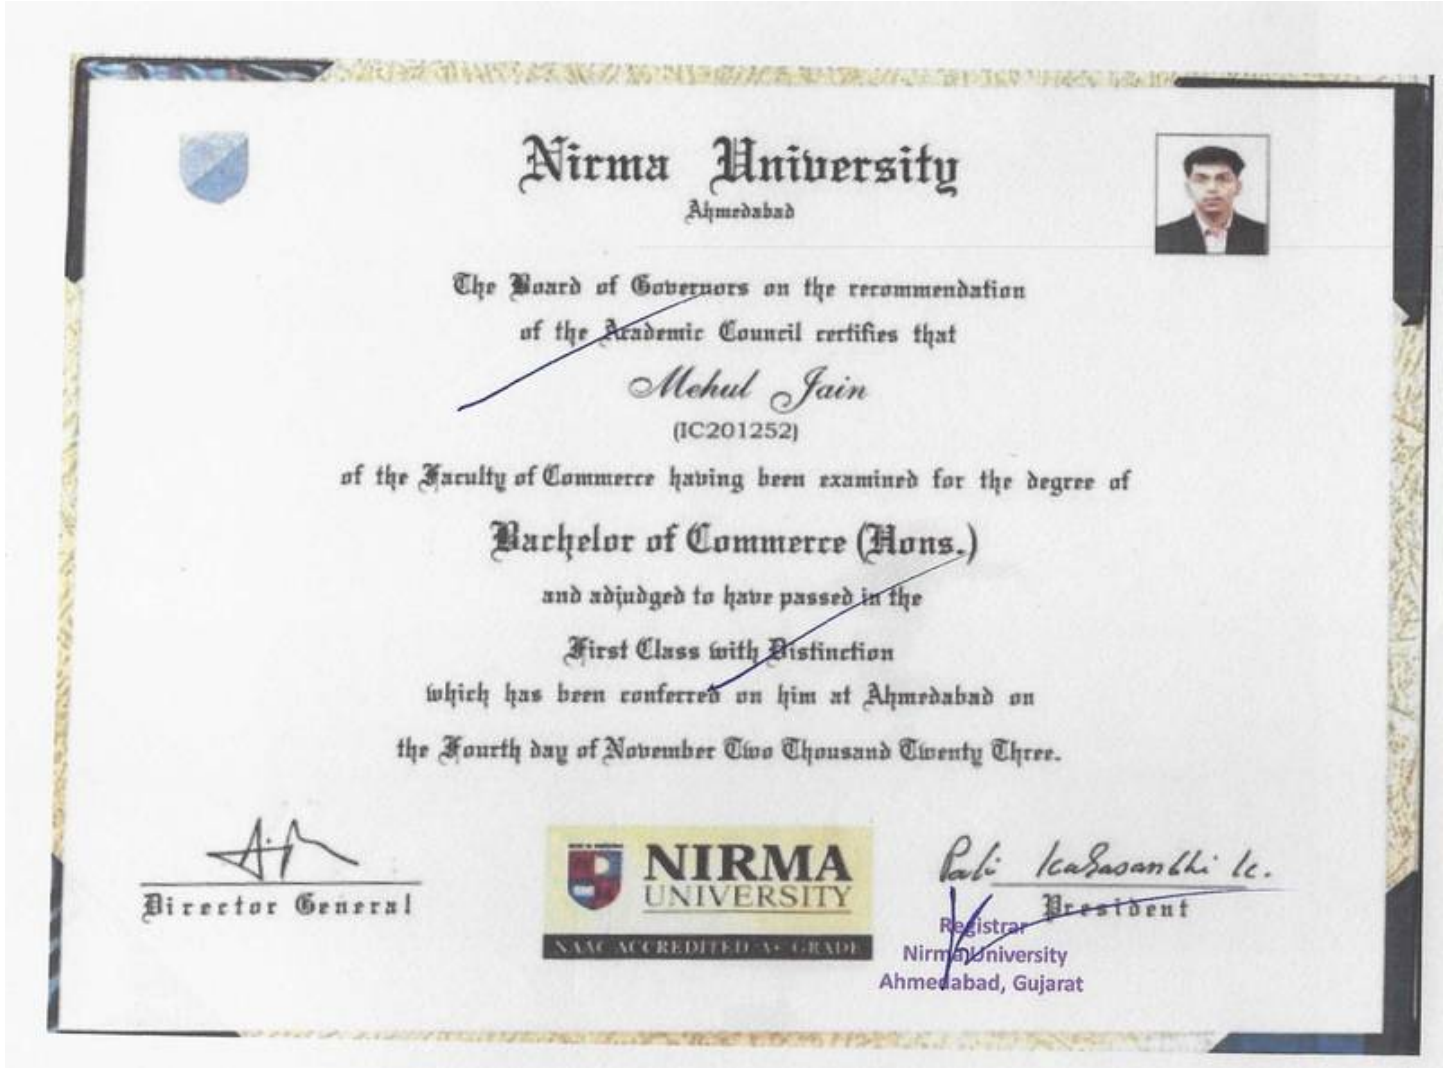 Nirma University
Ahmedabad
The Board of Governors on the recommendation
of the Academic Council certifies that
Mehul Jain
(IC201252)
of the Faculty of Commerce having been examined for the degree of
Bachelor of Commerce (Hons.)
and adjudged to have passed in the
First Class with Distinction
which has been conferred on him at Ahmedabad on
the Fourth day of November Two Thousand Twenty Three.
Director General
NIRMA
UNIVERSITY
NAAC ACCREDITED A+ GRADE
President
Registrar
Nirma University
Ahmedabad, Gujarat